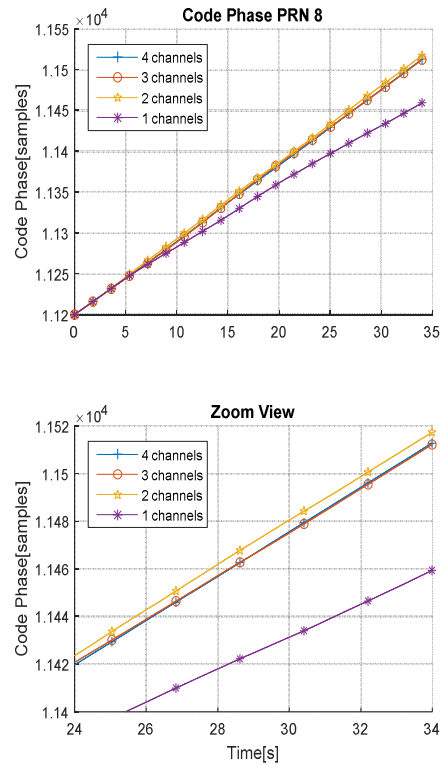 Code Phase PRN 8
×10⁴
1.155
1.15
1.145
1.14
1.135
1.13
1.125
1.12
Code Phase[samples]
4 channels
3 channels
2 channels
1 channels
0 5 10 15 20 25 30 35
Zoom View
×10⁴
1.152
1.15
1.148
1.146
1.144
1.142
1.14
Code Phase[samples]
4 channels
3 channels
2 channels
1 channels
24 26 28 30 32 34
Time[s]